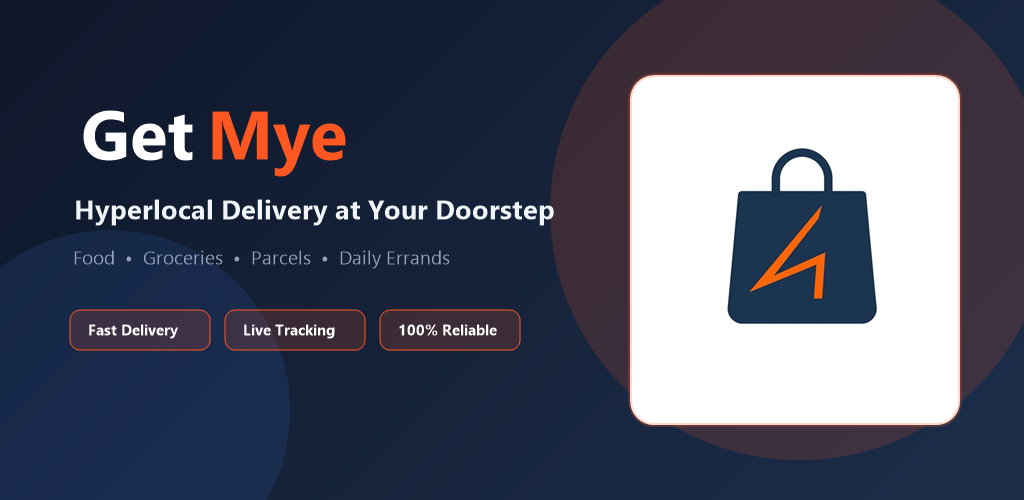 Get Mye
Hyperlocal Delivery at Your Doorstep
Food • Groceries • Parcels • Daily Errands
Fast Delivery
Live Tracking
100% Reliable